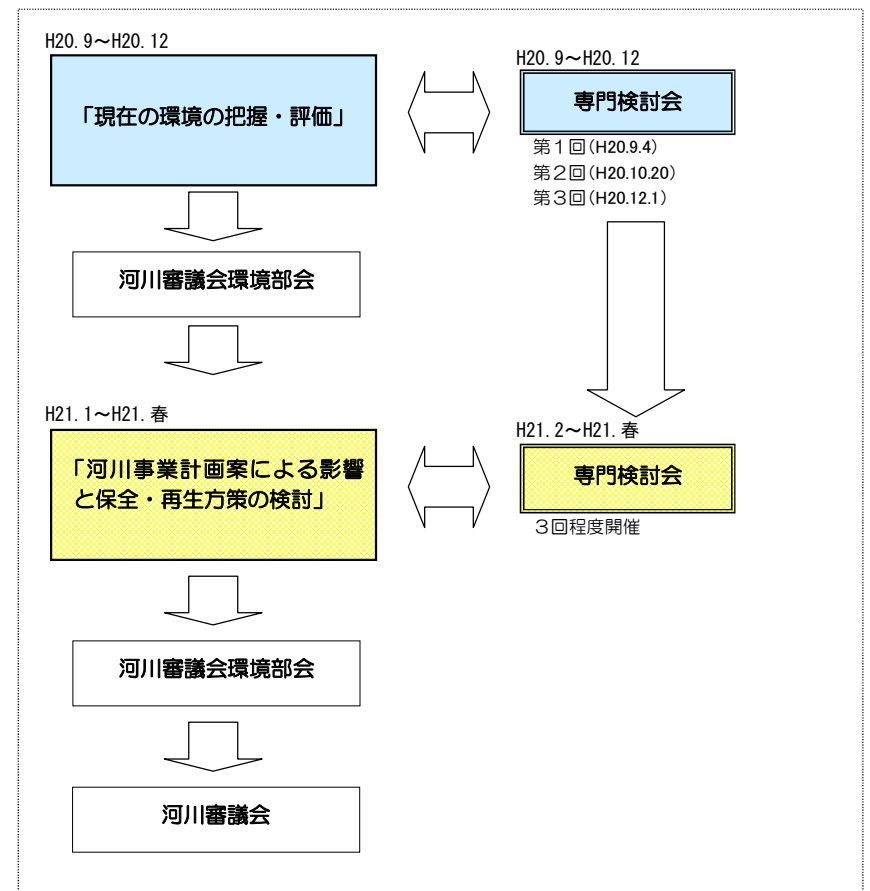 H20.9～H20.12
「現在の環境の把握・評価」
H20.9～H20.12
専門検討会
第１回(H20.9.4)
第２回(H20.10.20)
第３回(H20.12.1)
河川審議会環境部会
H21.1～H21.春
「河川事業計画案による影響
と保全・再生方策の検討」
H21.2～H21.春
専門検討会
３回程度開催
河川審議会環境部会
河川審議会